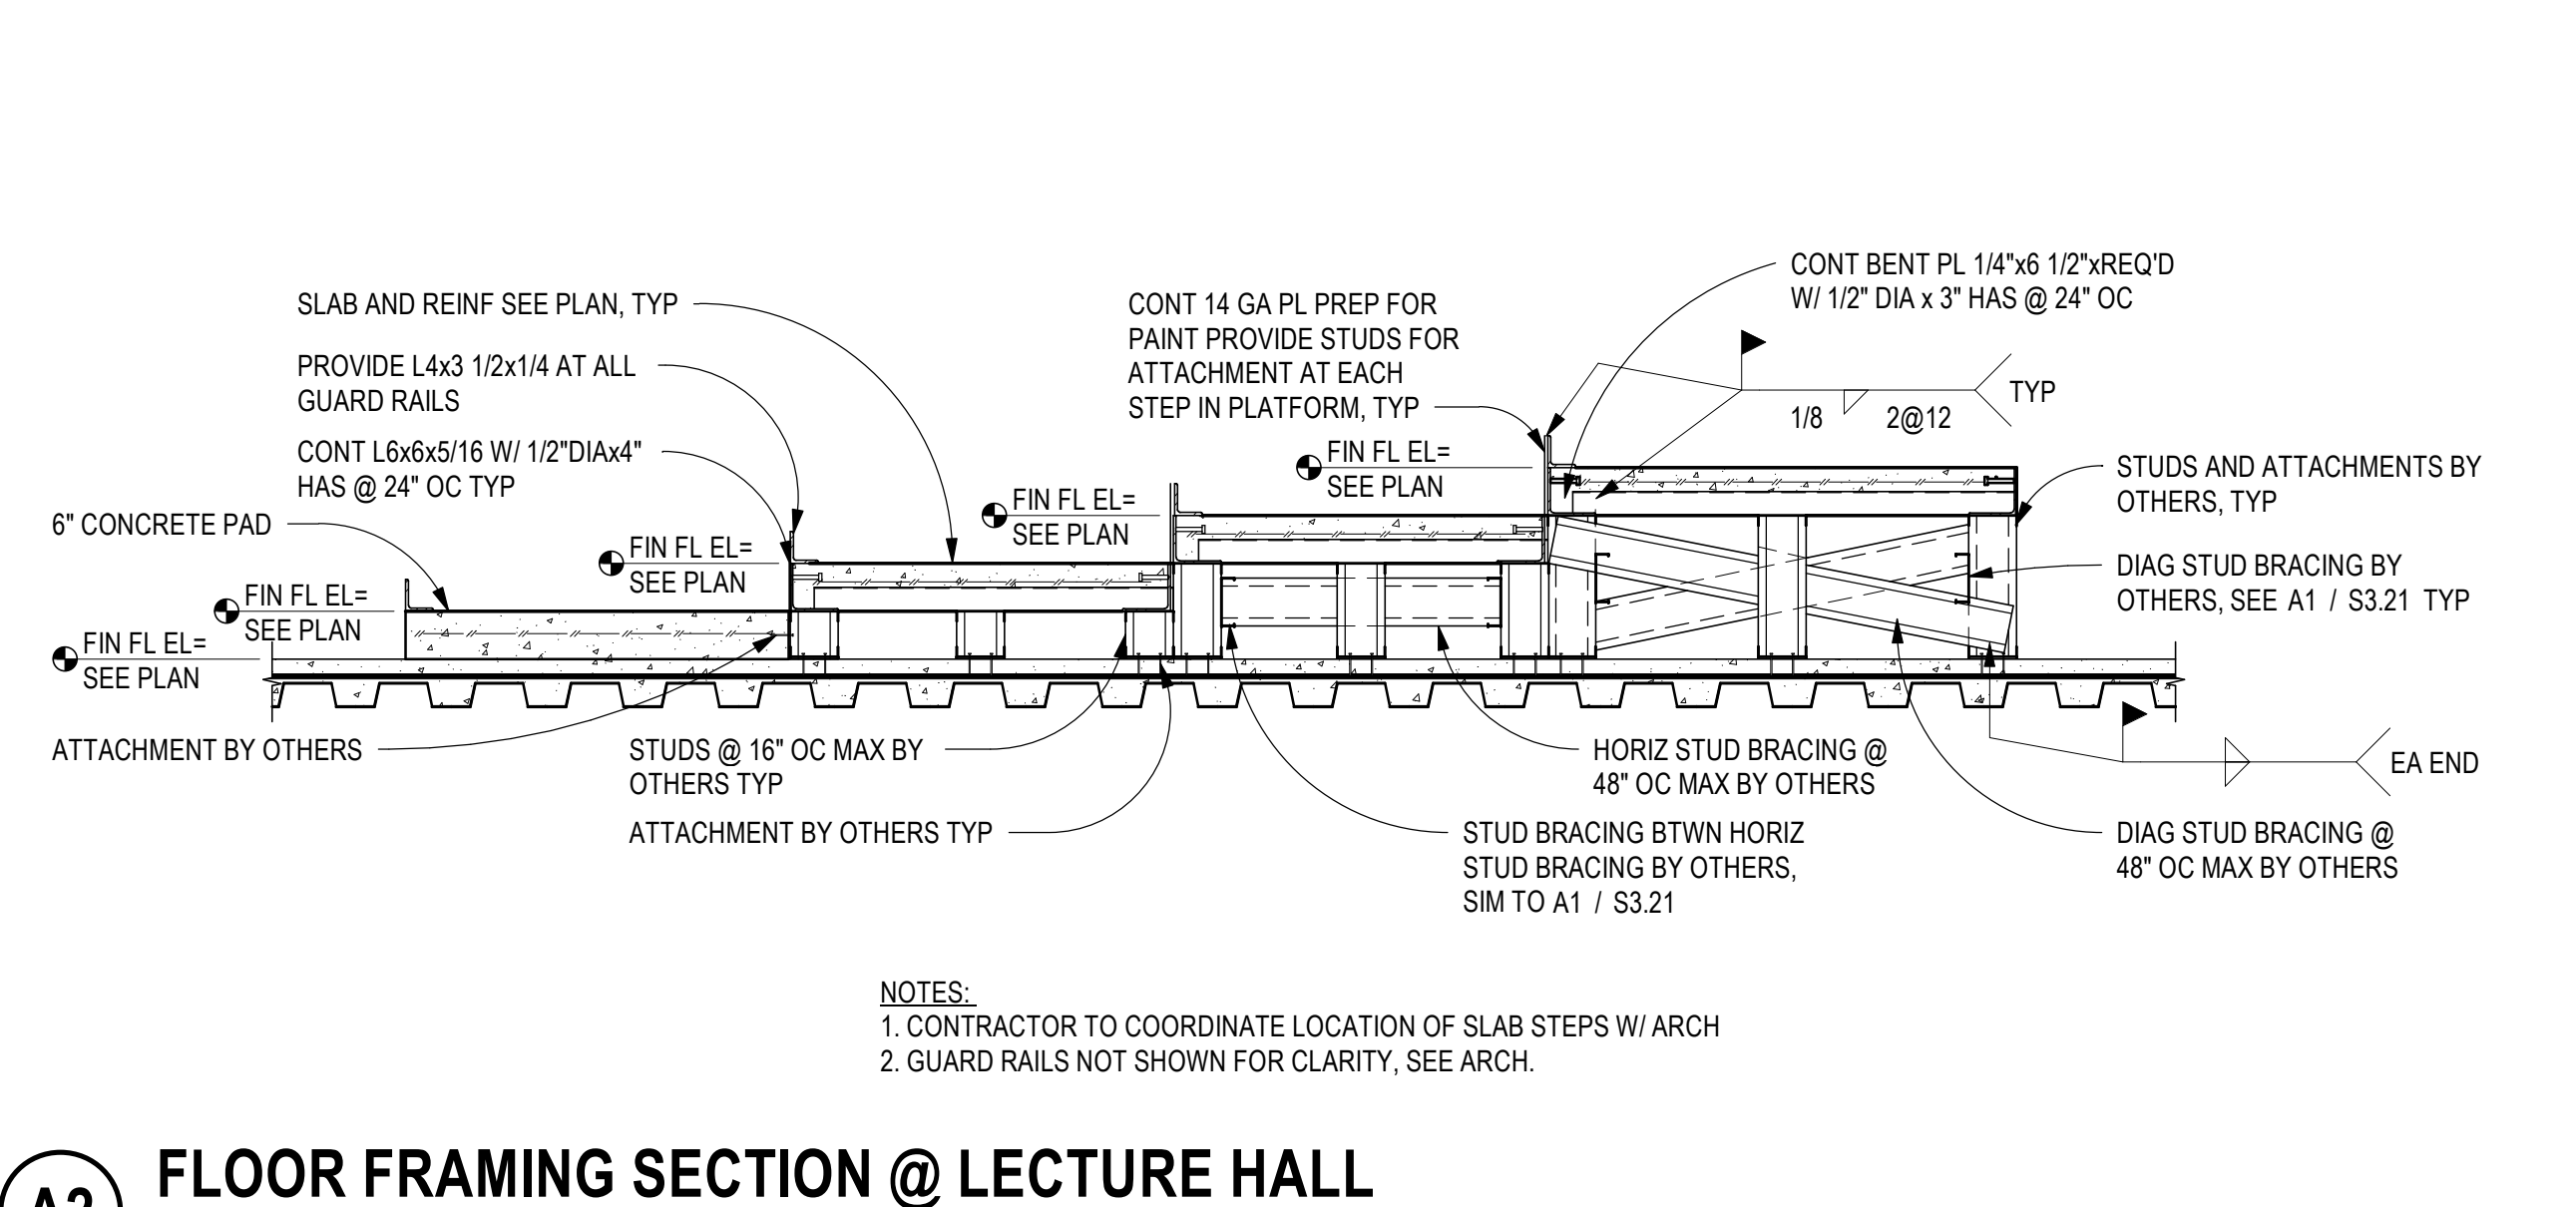 CONT BENT PL 1/4"x6 1/2"xREQ'D
W/ 1/2" DIA x 3" HAS @ 24" OC
SLAB AND REINF SEE PLAN, TYP
PROVIDE L4x3 1/2x1/4 AT ALL
GUARD RAILS
CONT L6x6x5/16 W/ 1/2"DIAx4"
HAS @ 24" OC TYP
6" CONCRETE PAD
CONT 14 GA PL PREP FOR
PAINT PROVIDE STUDS FOR
ATTACHMENT AT EACH
STEP IN PLATFORM, TYP
1/8
2@12
TYP
FIN FL EL=
SEE PLAN
FIN FL EL=
SEE PLAN
FIN FL EL=
SEE PLAN
FIN FL EL=
SEE PLAN
FIN FL EL=
SEE PLAN
STUDS AND ATTACHMENTS BY
OTHERS, TYP
DIAG STUD BRACING BY
OTHERS, SEE A1 / S3.21 TYP
ATTACHMENT BY OTHERS
STUDS @ 16" OC MAX BY
OTHERS TYP
ATTACHMENT BY OTHERS TYP
HORIZ STUD BRACING @
48" OC MAX BY OTHERS
STUD BRACING BTWN HORIZ
STUD BRACING BY OTHERS,
SIM TO A1 / S3.21
EA END
DIAG STUD BRACING @
48" OC MAX BY OTHERS
NOTES:
1. CONTRACTOR TO COORDINATE LOCATION OF SLAB STEPS W/ ARCH
2. GUARD RAILS NOT SHOWN FOR CLARITY, SEE ARCH.
FLOOR FRAMING SECTION @ LECTURE HALL